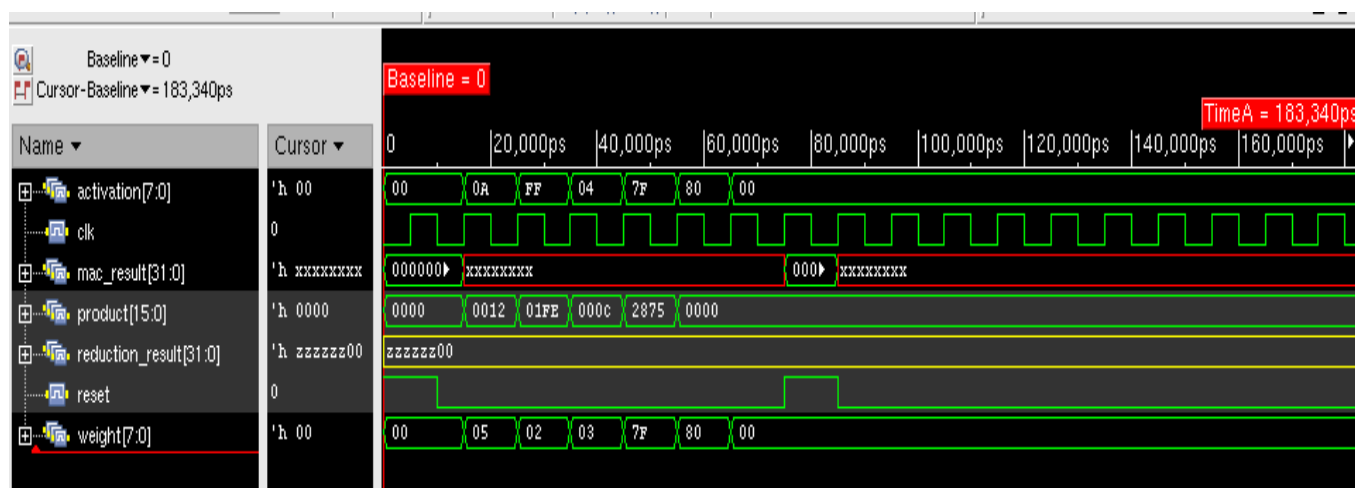 Baseline▼= 0
Cursor-Baseline▼= 183,340ps
Baseline = 0
TimeA = 183,340ps
Name ▼ Cursor ▼ 0 20,000ps 40,000ps 60,000ps 80,000ps 100,000ps 120,000ps 140,000ps 160,000ps
activation[7:0] 'h 00 00 0A FF 04 7F 80 00
clk 0
mac_result[31:0] 'h xxxxxxxx 000000 xxxxxxxx 000 xxxxxxxx
product[15:0] 'h 0000 0000 0012 01FE 000C 2875 0000
reduction_result[31:0] 'h zzzzzz00 zzzzzz00
reset 0
weight[7:0] 'h 00 00 05 02 03 7F 80 00